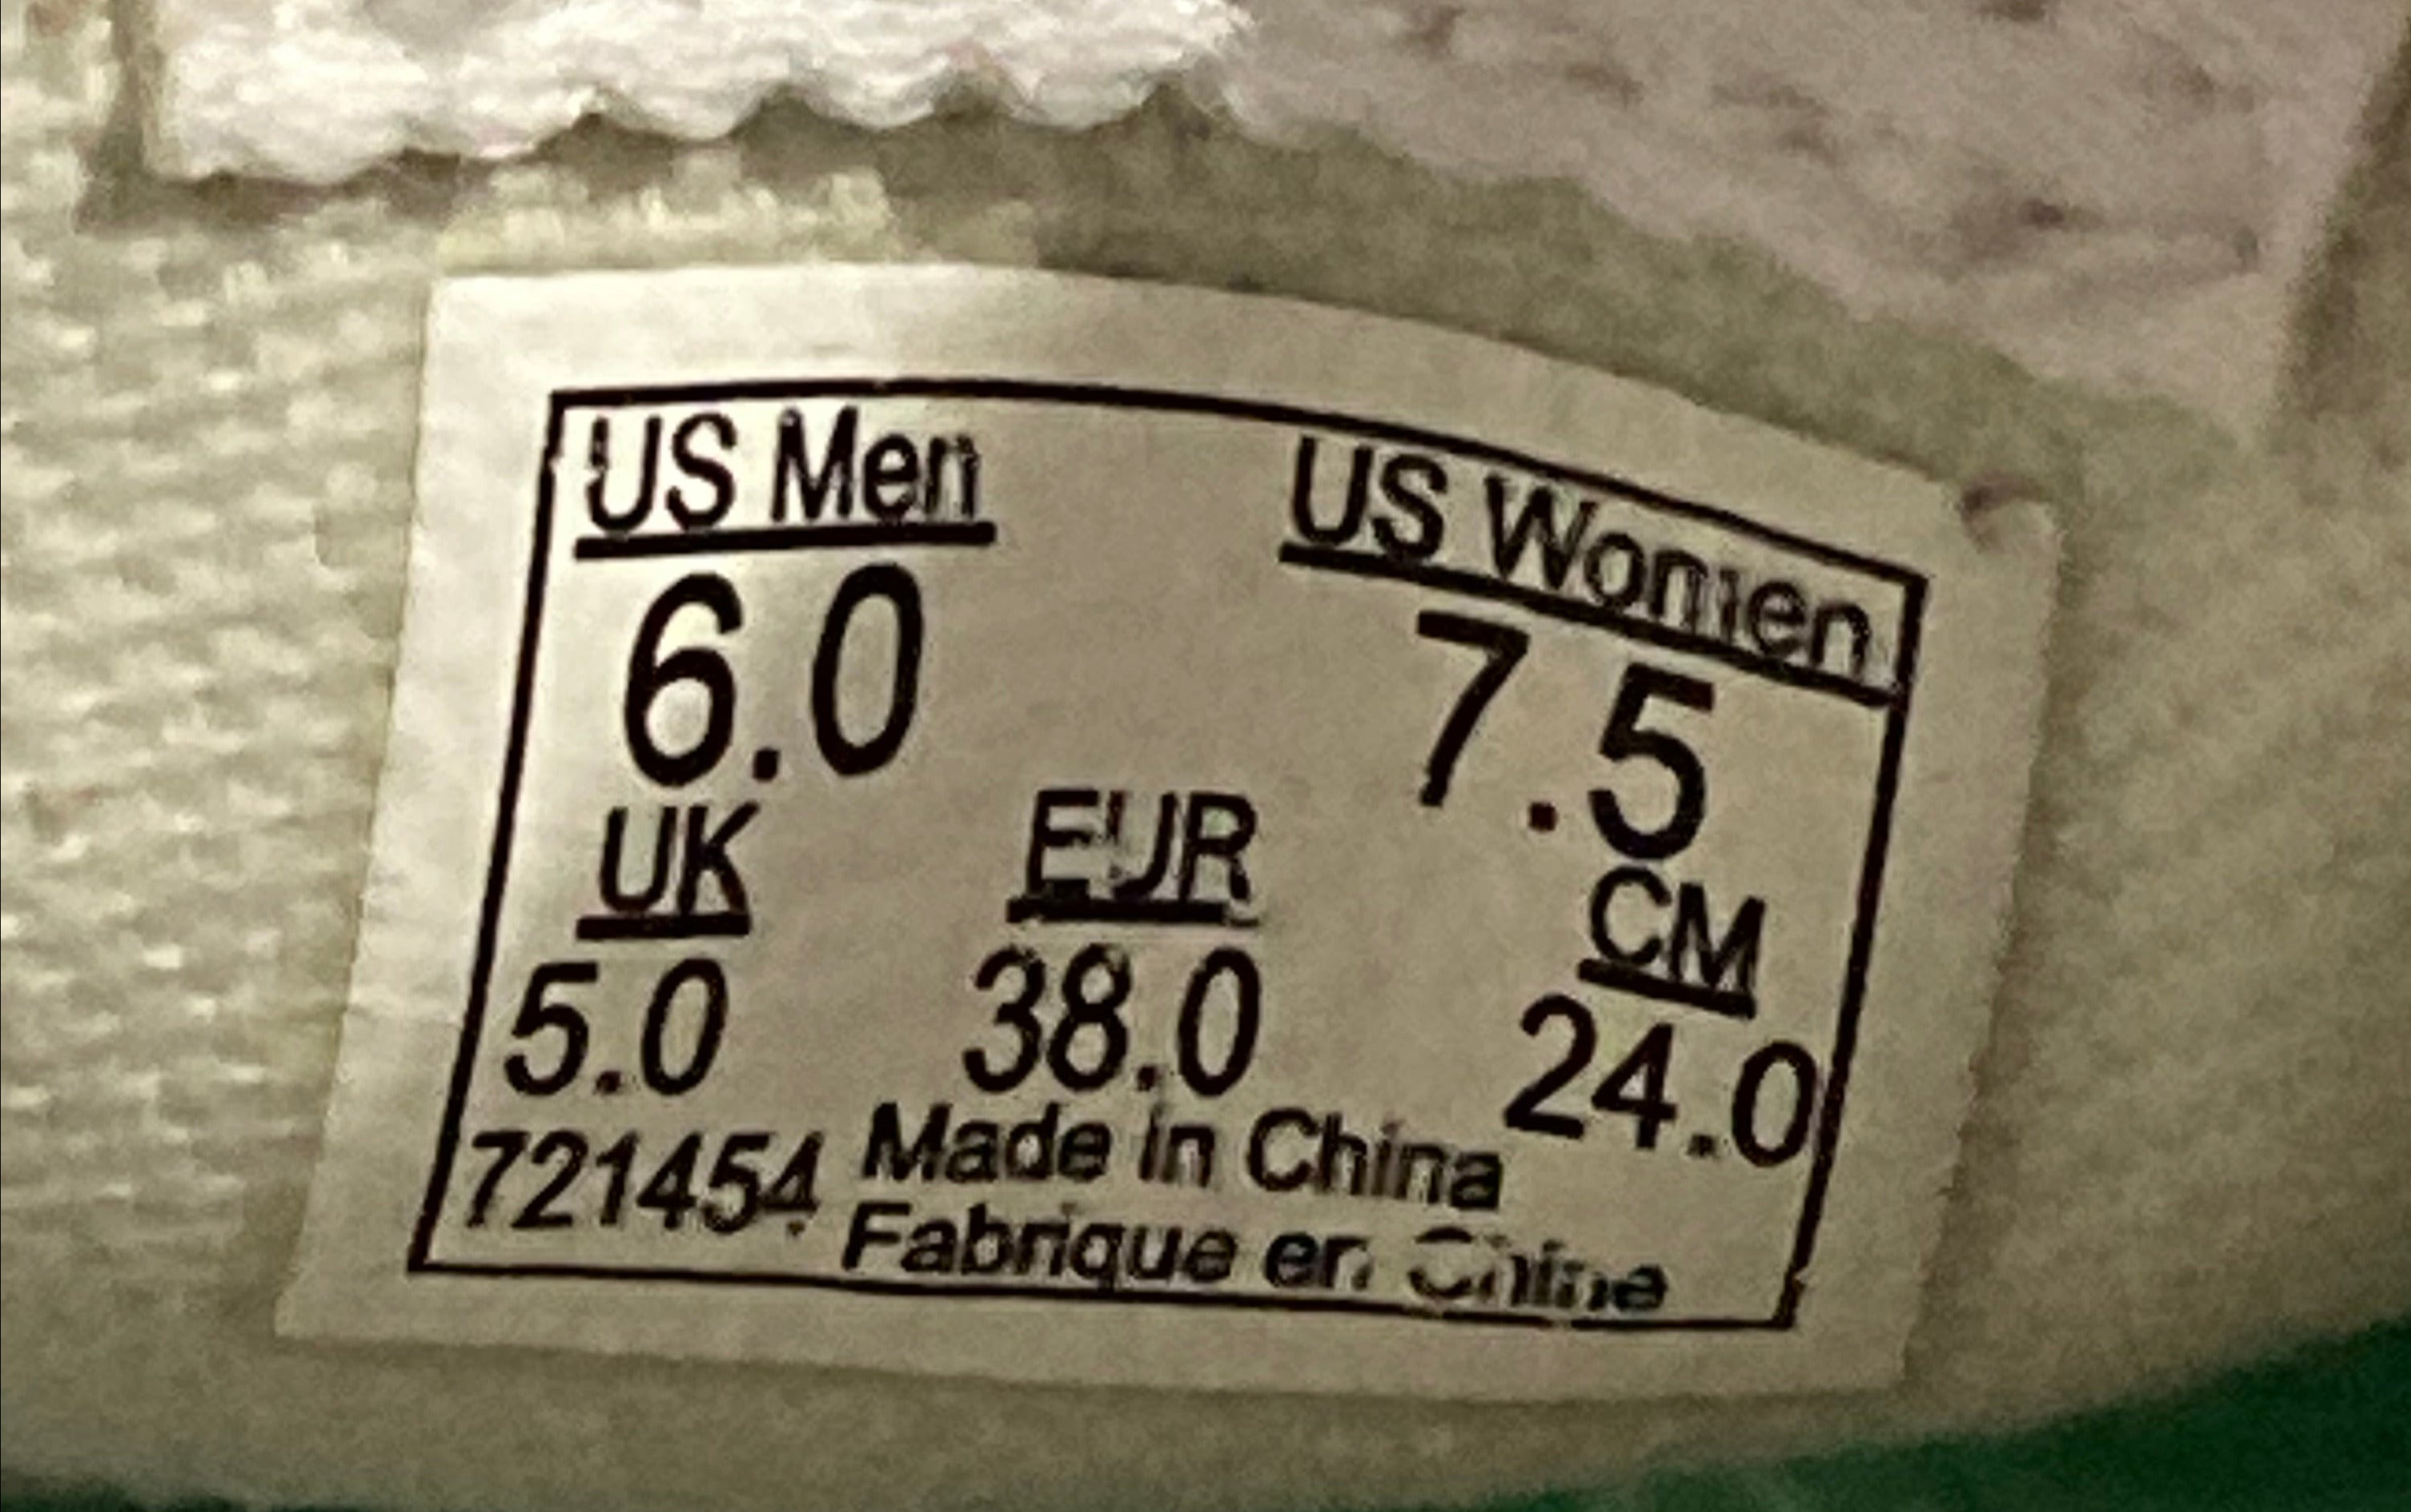 US Men US Women
6.0 7.5
UK EUR CM
5.0 38.0 24.0
721454 Made in China
Fabrique en Chine